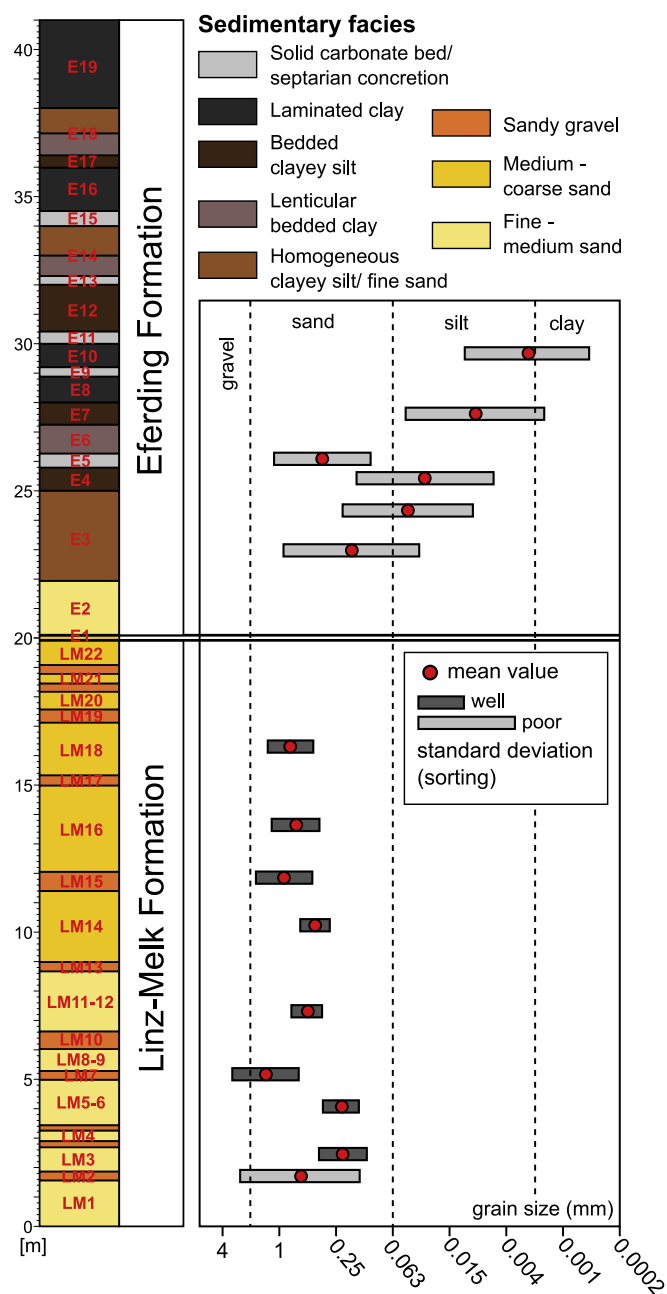 Sedimentary facies
Solid carbonate bed/
septarian concretion
Laminated clay
Bedded
clayey silt
Lenticular
bedded clay
Homogeneous
clayey silt/ fine sand
Sandy gravel
Medium -
coarse sand
Fine -
medium sand
40
35
30
25
20
15
10
5
0
[m]
E19
E18
E17
E16
E15
E14
E13
E12
E11
E10
E9
E8
E7
E6
E5
E4
E3
E2
E1
LM22
LM21
LM20
LM19
LM18
LM17
LM16
LM15
LM14
LM13
LM11-12
LM10
LM8-9
LM7
LM5-6
LM4
LM3
LM2
LM1
Eferding Formation
Linz-Melk Formation
gravel
sand
silt
clay
mean value
well
poor
standard deviation
(sorting)
grain size (mm)
4
1
0.25
0.063
0.015
0.004
0.001
0.0002